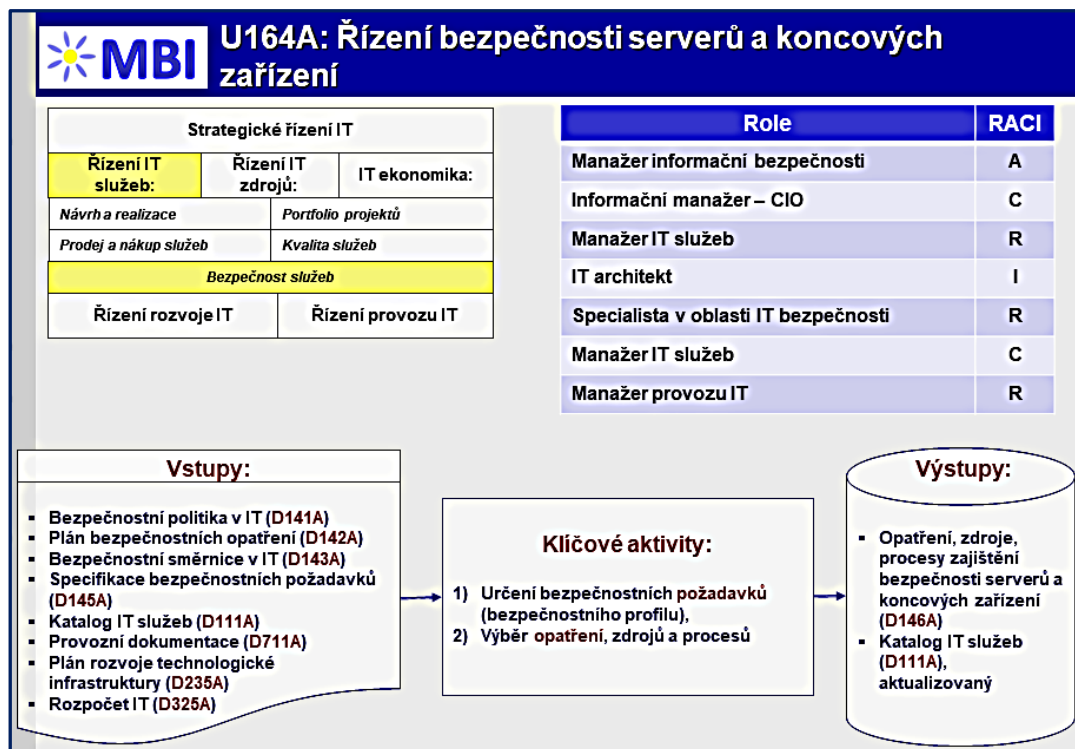 MBI
U164A: Řízení bezpečnosti serverů a koncových
zařízení
Strategické řízení IT
Řízení IT
služeb:
Řízení IT
zdrojů:
IT ekonomika:
Návrh a realizace
Portfolio projektů
Prodej a nákup služeb
Kvalita služeb
Bezpečnost služeb
Řízení rozvoje IT
Řízení provozu IT
Role RACI
Manažer informační bezpečnosti A
Informační manažer – CIO C
Manažer IT služeb R
IT architekt I
Specialista v oblasti IT bezpečnosti R
Manažer IT služeb C
Manažer provozu IT R
Vstupy:
▪ Bezpečnostní politika v IT (D141A)
▪ Plán bezpečnostních opatření (D142A)
▪ Bezpečnostní směrnice v IT (D143A)
▪ Specifikace bezpečnostních požadavků
(D145A)
▪ Katalog IT služeb (D111A)
▪ Provozní dokumentace (D711A)
▪ Plán rozvoje technologické
infrastruktury (D235A)
▪ Rozpočet IT (D325A)
Klíčové aktivity:
1) Určení bezpečnostních požadavků
(bezpečnostního profilu),
2) Výběr opatření, zdrojů a procesů
Výstupy:
▪ Opatření, zdroje,
procesy zajištění
bezpečnosti serverů a
koncových zařízení
(D146A)
▪ Katalog IT služeb
(D111A),
aktualizovaný